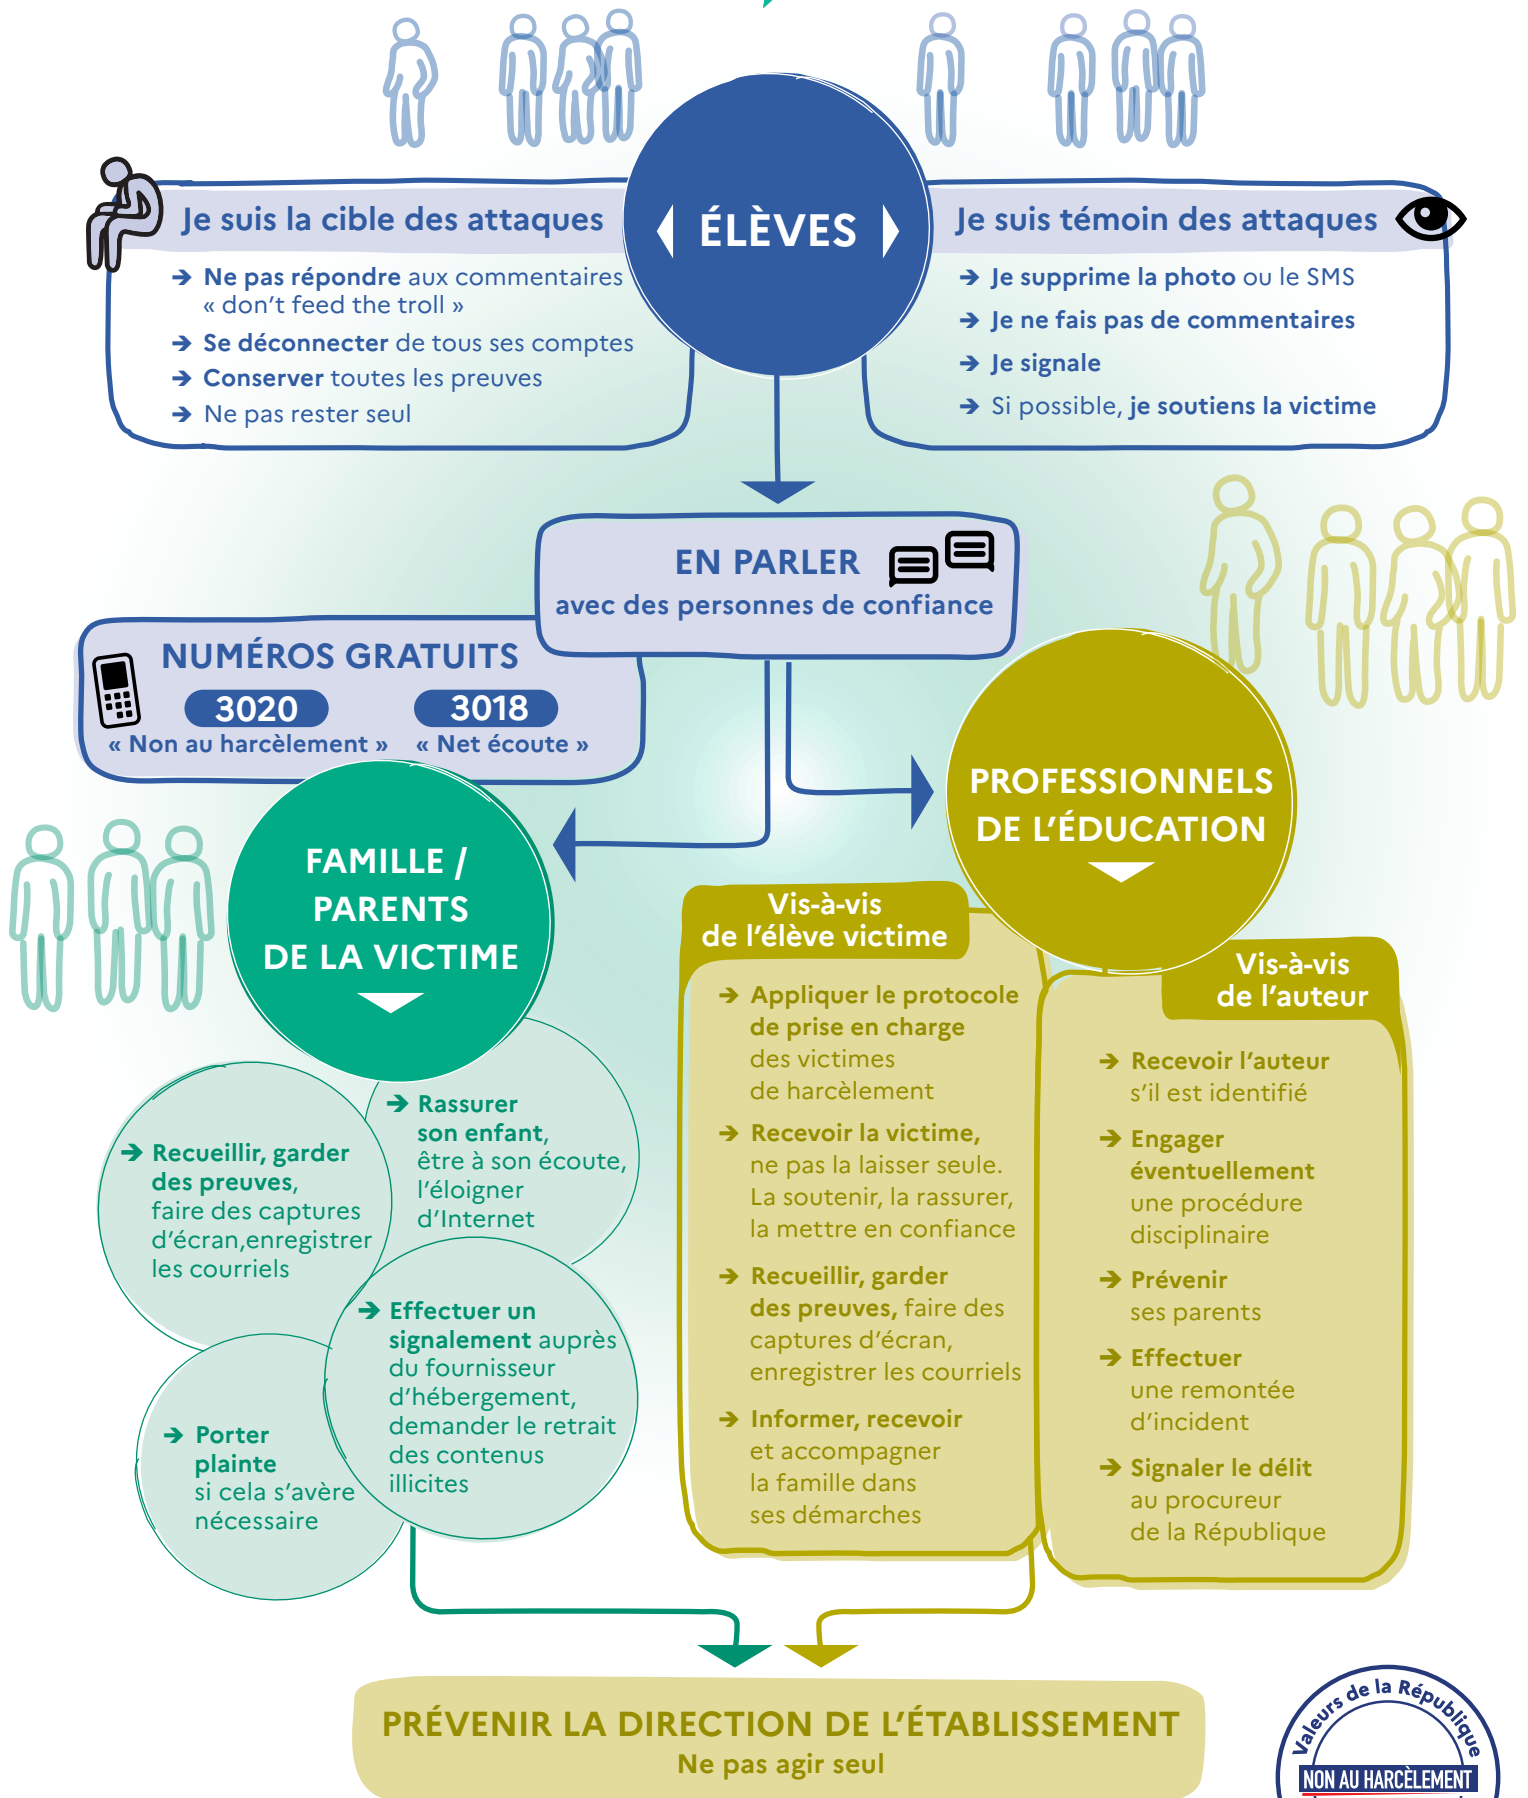 ÉLÈVES
Je suis la cible des attaques
➔ Ne pas répondre aux commentaires
« don’t feed the troll »
➔ Se déconnecter de tous ses comptes
➔ Conserver toutes les preuves
➔ Ne pas rester seul
Je suis témoin des attaques
➔ Je supprime la photo ou le SMS
➔ Je ne fais pas de commentaires
➔ Je signale
➔ Si possible, je soutiens la victime
EN PARLER
avec des personnes de confiance
NUMÉROS GRATUITS
3020
« Non au harcèlement »
3018
« Net écoute »
FAMILLE /
PARENTS
DE LA VICTIME
➔ Rassurer
son enfant,
être à son écoute,
l’éloigner
d’Internet
➔ Recueillir, garder
des preuves,
faire des captures
d’écran,enregistrer
les courriels
➔ Effectuer un
signalement auprès
du fournisseur
d’hébergement,
demander le retrait
des contenus
illicites
➔ Porter
plainte
si cela s’avère
nécessaire
PROFESSIONNELS
DE L’ÉDUCATION
Vis-à-vis
de l’élève victime
➔ Appliquer le protocole
de prise en charge
des victimes
de harcèlement
➔ Recevoir la victime,
ne pas la laisser seule.
La soutenir, la rassurer,
la mettre en confiance
➔ Recueillir, garder
des preuves, faire des
captures d’écran,
enregistrer les courriels
➔ Informer, recevoir
et accompagner
la famille dans
ses démarches
Vis-à-vis
de l’auteur
➔ Recevoir l’auteur
s’il est identifié
➔ Engager
éventuellement
une procédure
disciplinaire
➔ Prévenir
ses parents
➔ Effectuer
une remontée
d’incident
➔ Signaler le délit
au procureur
de la République
PRÉVENIR LA DIRECTION DE L’ÉTABLISSEMENT
Ne pas agir seul
Valeurs de la République
NON AU HARCÈLEMENT